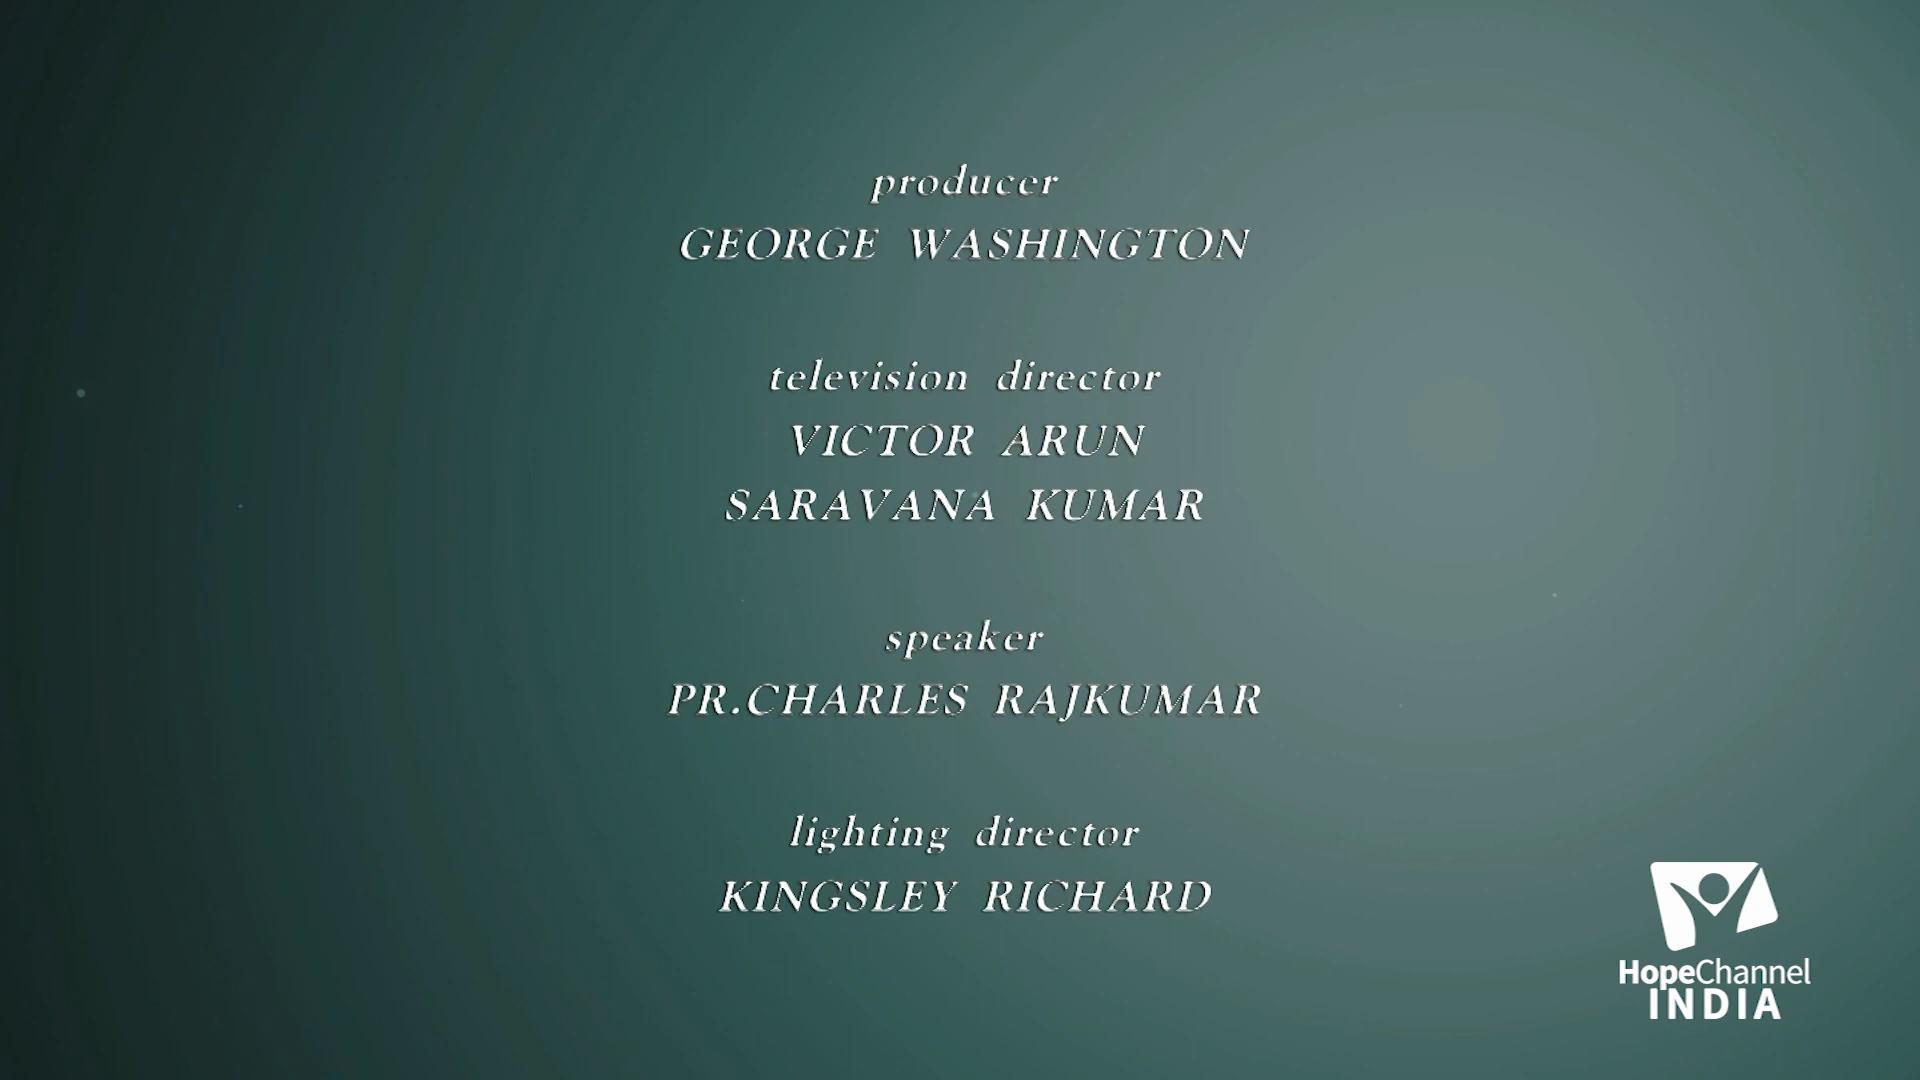 producer
GEORGE WASHINGTON
television director
VICTOR ARUN
SARAVANA KUMAR
speaker
PR.CHARLES RAJKUMAR
lighting director
KINGSLEY RICHARD
HopeChannel
INDIA